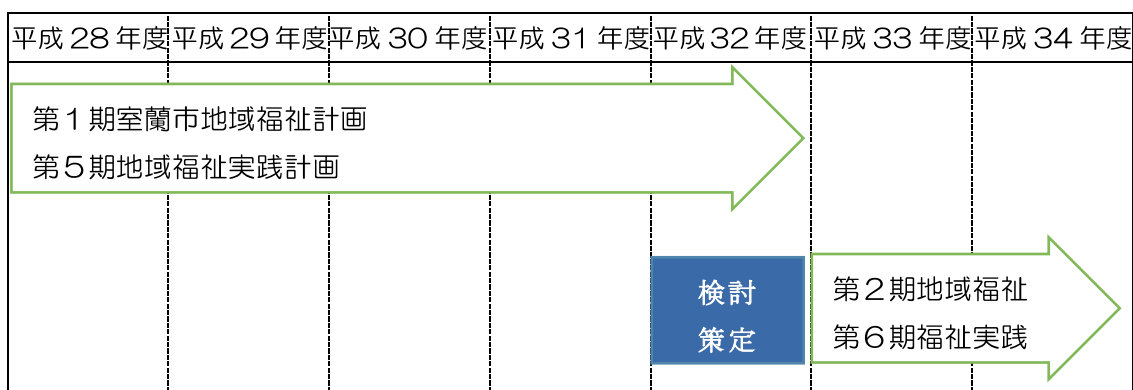 平成 28 年度 平成 29 年度 平成 30 年度 平成 31 年度 平成 32 年度 平成 33 年度 平成 34 年度
第1期室蘭市地域福祉計画
第5期地域福祉実践計画
検討
策定
第2期地域福祉
第6期福祉実践